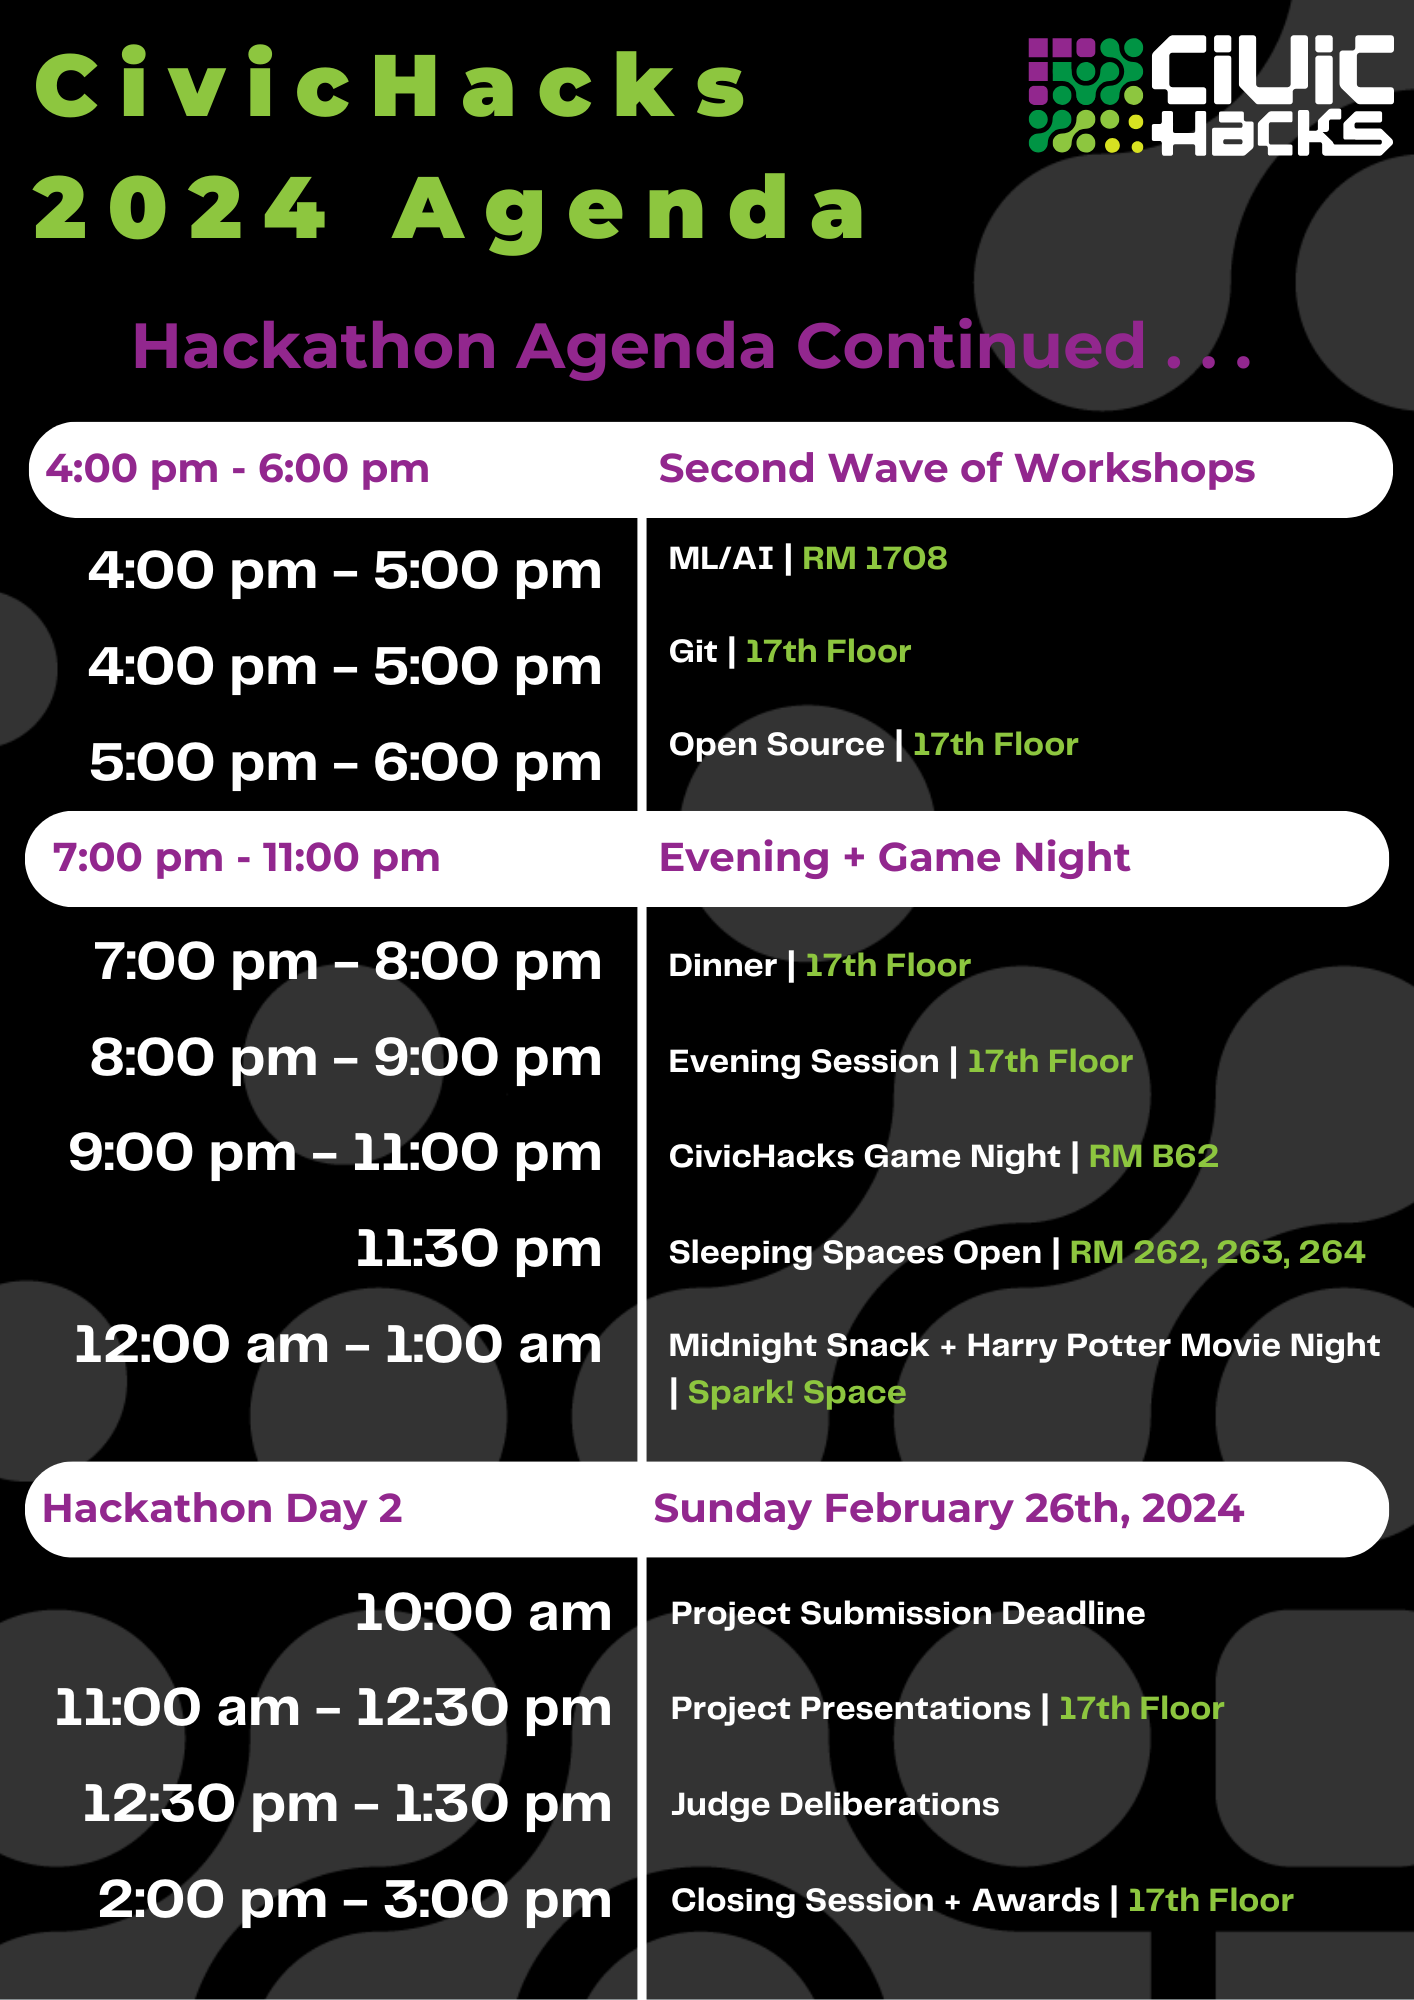 CivicHacks
2024 Agenda
CiViC
HACKS
Hackathon Agenda Continued . . .
4:00 pm - 6:00 pm Second Wave of Workshops
4:00 pm – 5:00 pm ML/AI | RM 1708
4:00 pm – 5:00 pm Git | 17th Floor
5:00 pm – 6:00 pm Open Source | 17th Floor
7:00 pm - 11:00 pm Evening + Game Night
7:00 pm – 8:00 pm Dinner | 17th Floor
8:00 pm – 9:00 pm Evening Session | 17th Floor
9:00 pm – 11:00 pm CivicHacks Game Night | RM B62
11:30 pm Sleeping Spaces Open | RM 262, 263, 264
12:00 am – 1:00 am Midnight Snack + Harry Potter Movie Night
| Spark! Space
Hackathon Day 2 Sunday February 26th, 2024
10:00 am Project Submission Deadline
11:00 am – 12:30 pm Project Presentations | 17th Floor
12:30 pm – 1:30 pm Judge Deliberations
2:00 pm – 3:00 pm Closing Session + Awards | 17th Floor